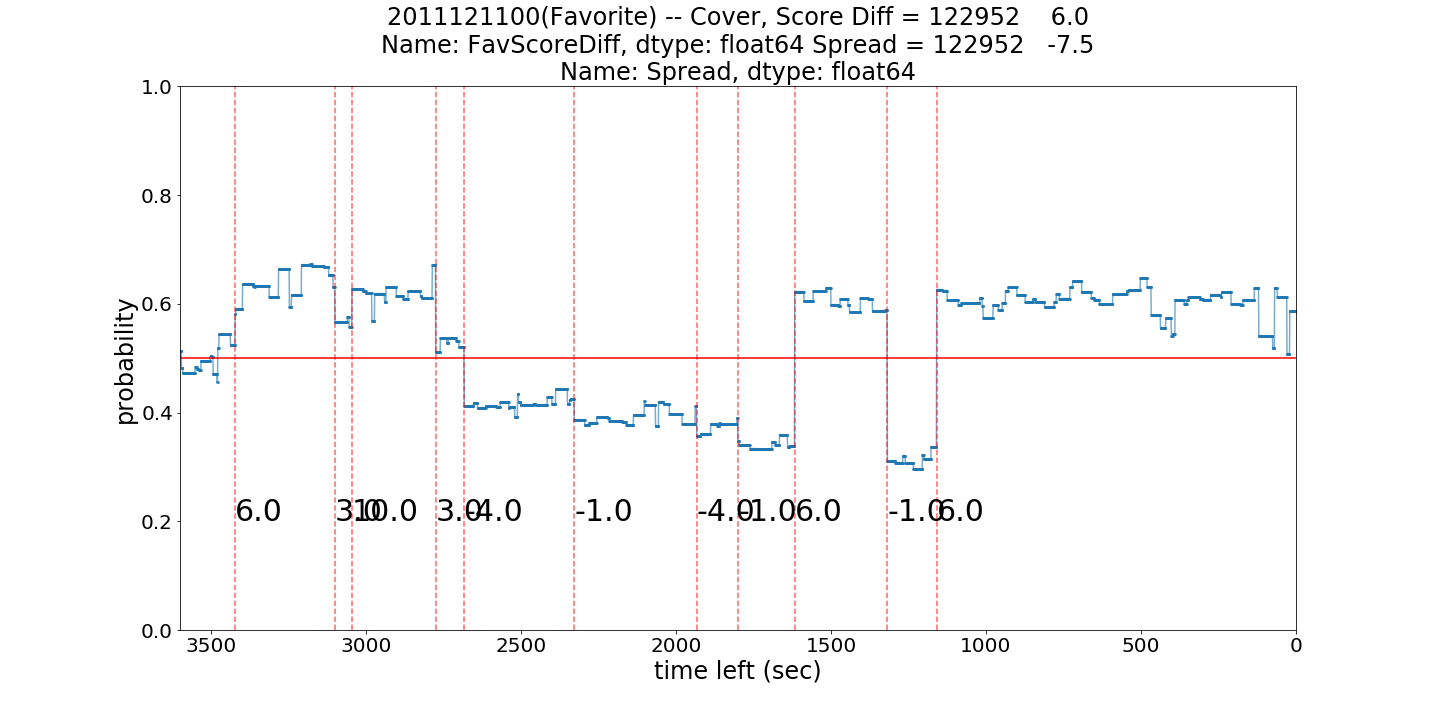 2011121100(Favorite) -- Cover, Score Diff = 122952    6.0
Name: FavScoreDiff, dtype: float64 Spread = 122952   -7.5
Name: Spread, dtype: float64
1.0
0.8
0.6
0.4
0.2
0.0
probability
6.0 3.0 10.0 3.0 -4.0 -1.0 -4.0 -1.0 6.0 -1.0 6.0
3500 3000 2500 2000 1500 1000 500 0
time left (sec)